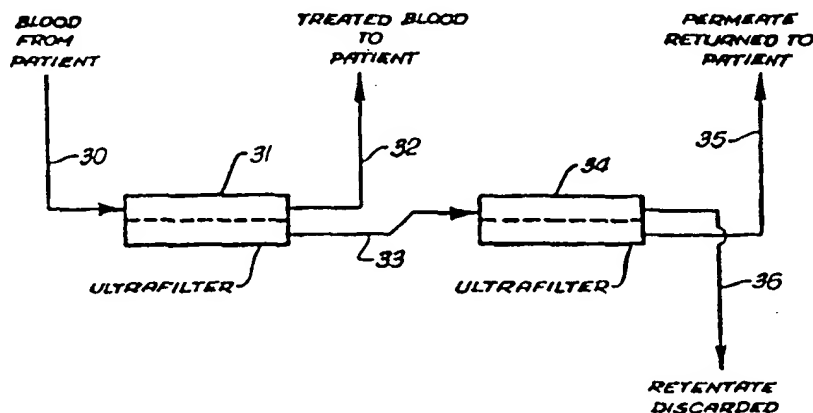 BLOOD
FROM
PATIENT
TREATED BLOOD
TO
PATIENT
PERMEATE
RETURNED TO
PATIENT
30
31
32
33
34
35
36
ULTRAFILTER
ULTRAFILTER
RETENTATE
DISCARDED